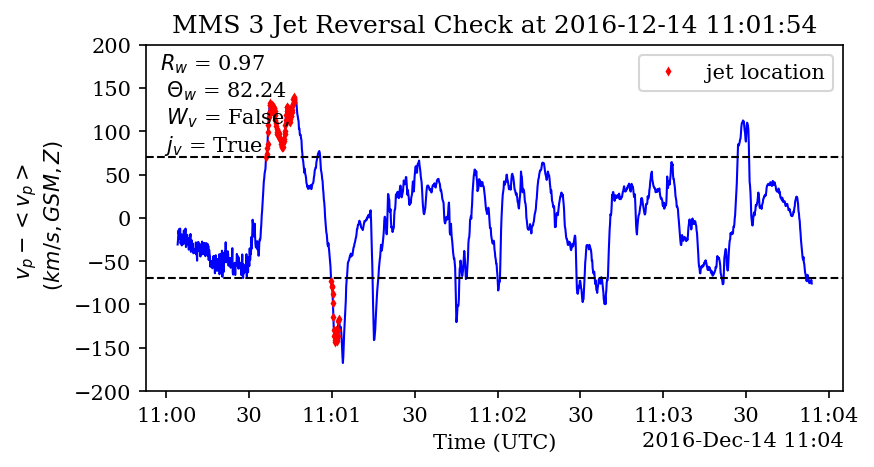 MMS 3 Jet Reversal Check at 2016-12-14 11:01:54
R_w = 0.97
Θ_w = 82.24
W_v = False
j_v = True
jet location
200
150
100
50
0
−50
−100
−150
−200
v_p − < v_p >
(km/s, GSM, Z)
11:00 30 11:01 30 11:02 30 11:03 30 11:04
Time (UTC)
2016-Dec-14 11:04